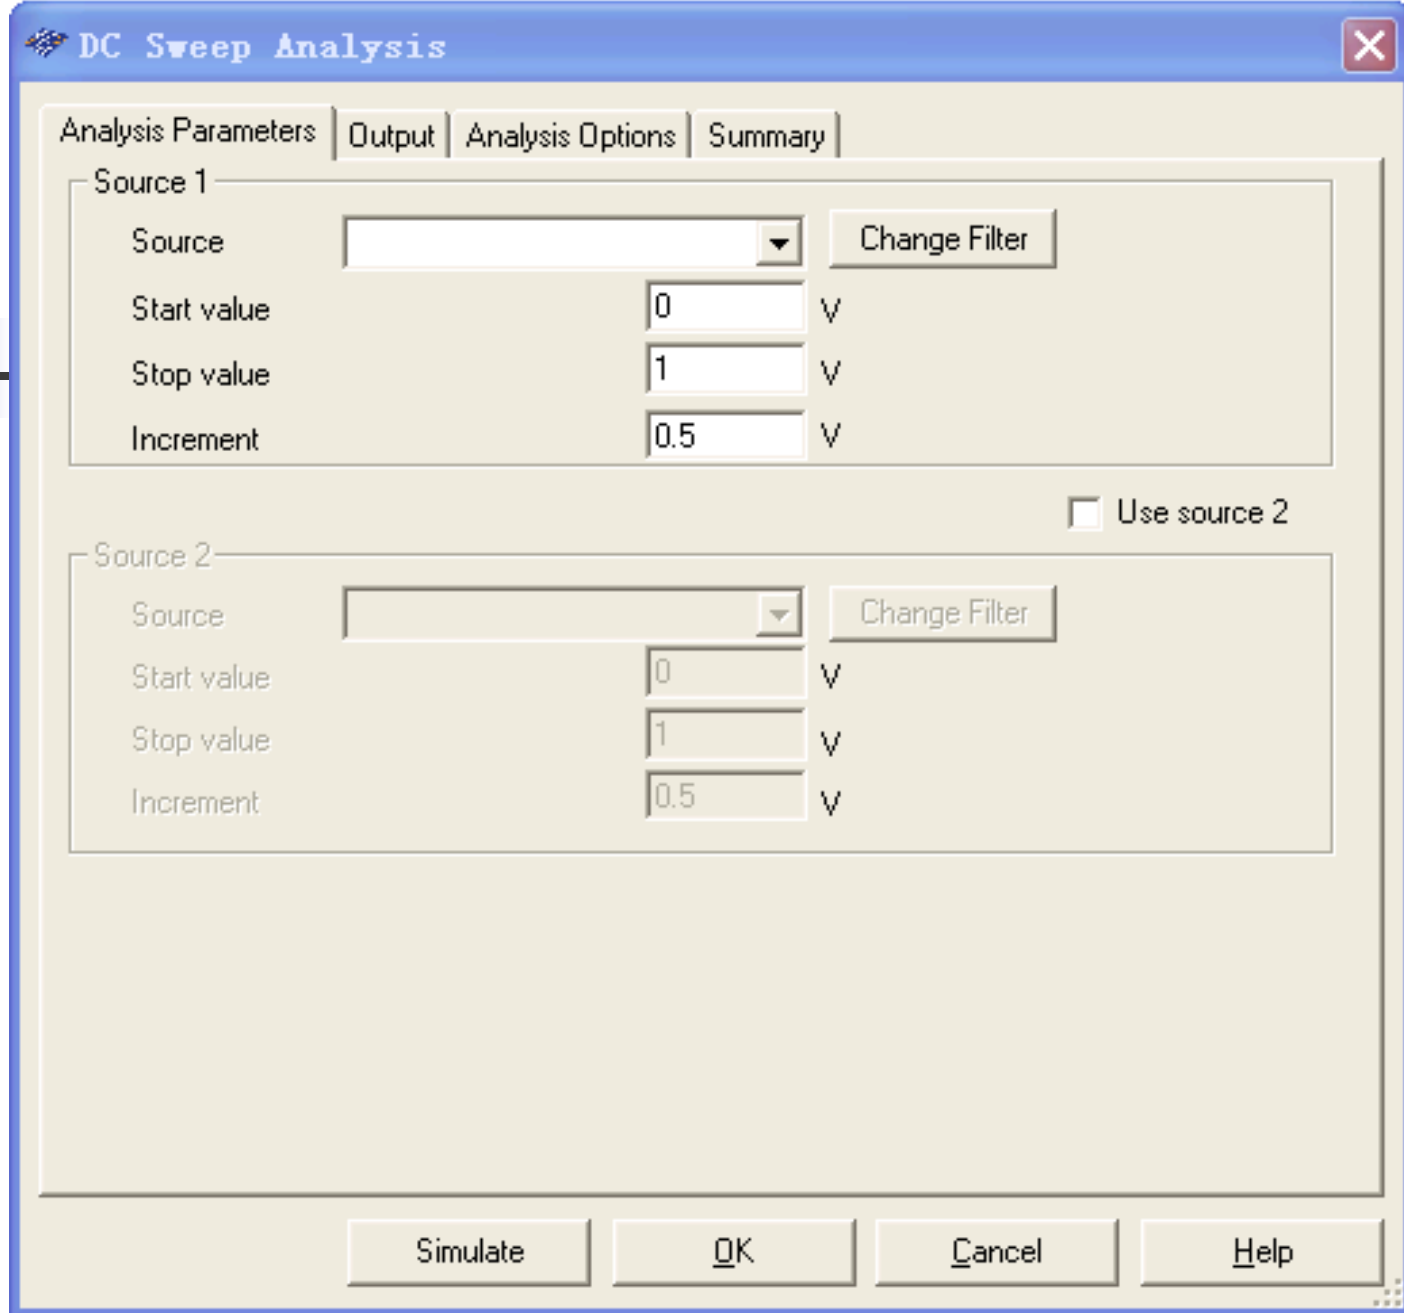 DC Sweep Analysis
Analysis Parameters Output Analysis Options Summary
Source 1
Source Change Filter
Start value 0 V
Stop value 1 V
Increment 0.5 V
Use source 2
Source 2
Source Change Filter
Start value 0 V
Stop value 1 V
Increment 0.5 V
Simulate OK Cancel Help